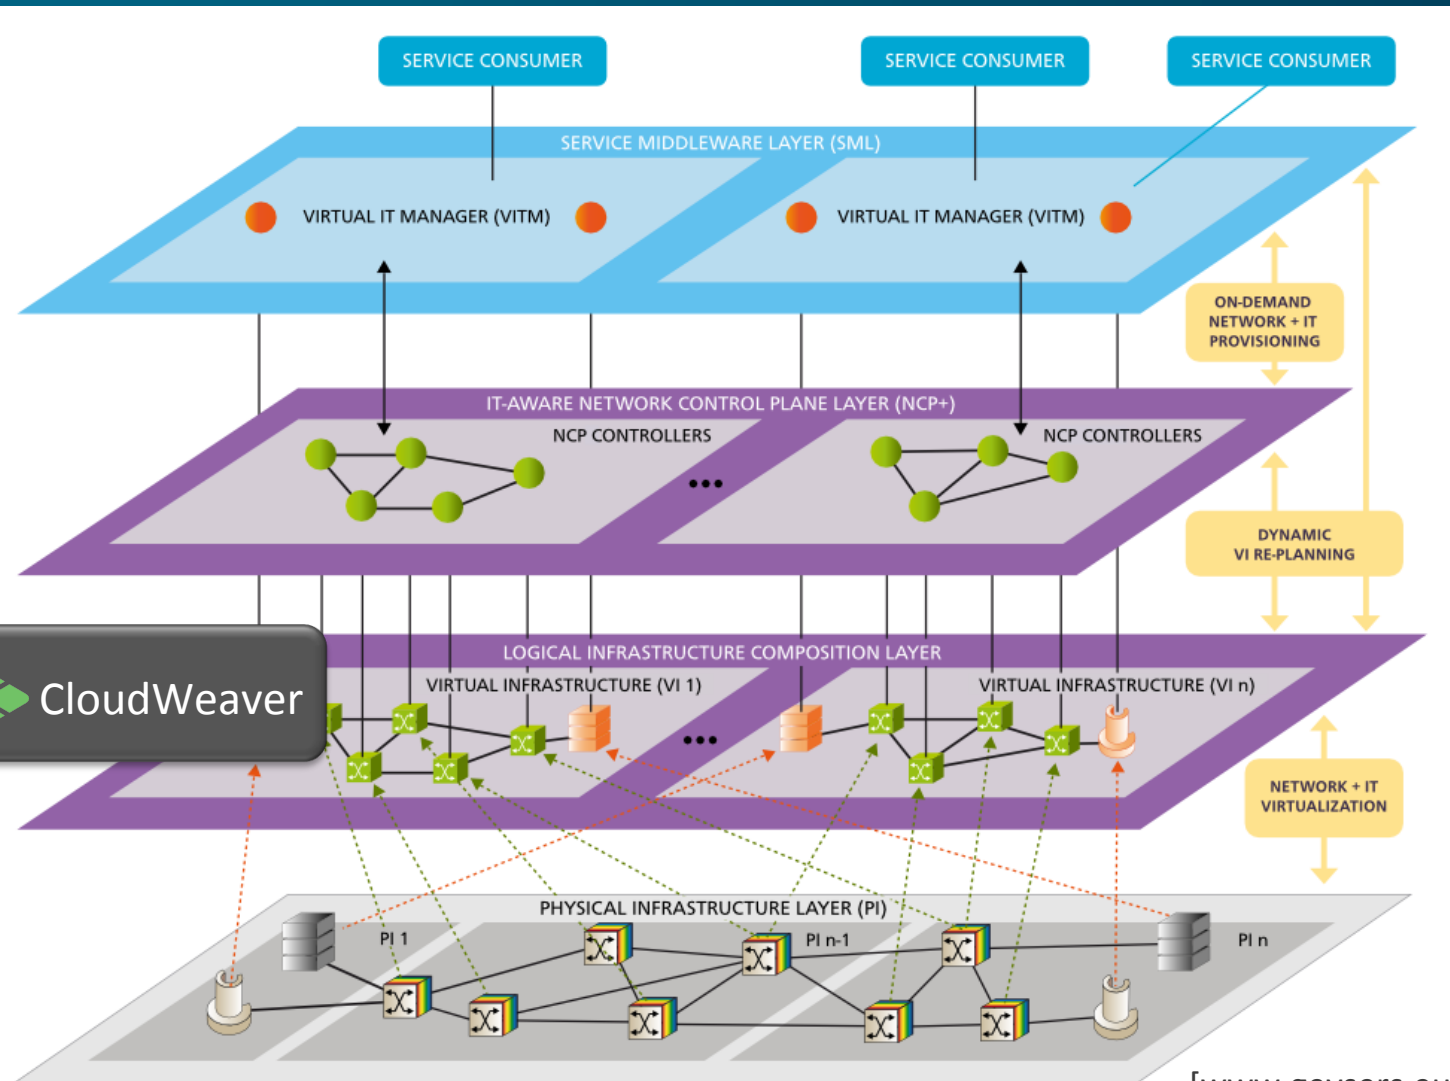 SERVICE CONSUMER
SERVICE CONSUMER
SERVICE CONSUMER
SERVICE MIDDLEWARE LAYER (SML)
VIRTUAL IT MANAGER (VITM)
VIRTUAL IT MANAGER (VITM)
ON-DEMAND
NETWORK + IT
PROVISIONING
IT-AWARE NETWORK CONTROL PLANE LAYER (NCP+)
NCP CONTROLLERS
NCP CONTROLLERS
...
DYNAMIC
VI RE-PLANNING
LOGICAL INFRASTRUCTURE COMPOSITION LAYER
CloudWeaver
VIRTUAL INFRASTRUCTURE (VI 1)
VIRTUAL INFRASTRUCTURE (VI n)
...
NETWORK + IT
VIRTUALIZATION
PHYSICAL INFRASTRUCTURE LAYER (PI)
PI 1
PI n-1
PI n